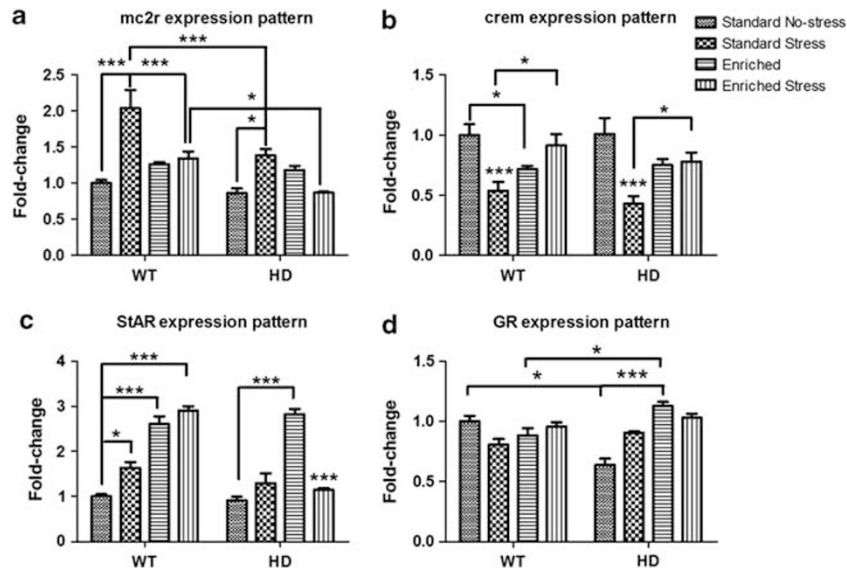 a mc2r expression pattern
*** 
*** ***
*
*
Fold-change
2.5
2.0
1.5
1.0
0.5
0.0
WT HD
b crem expression pattern
Standard No-stress
Standard Stress
Enriched
Enriched Stress
*
*
*
*** ***
Fold-change
1.5
1.0
0.5
0.0
WT HD
c StAR expression pattern
***
*** ***
*
***
Fold-change
4
3
2
1
0
WT HD
d GR expression pattern
*
* ***
Fold-change
1.5
1.0
0.5
0.0
WT HD